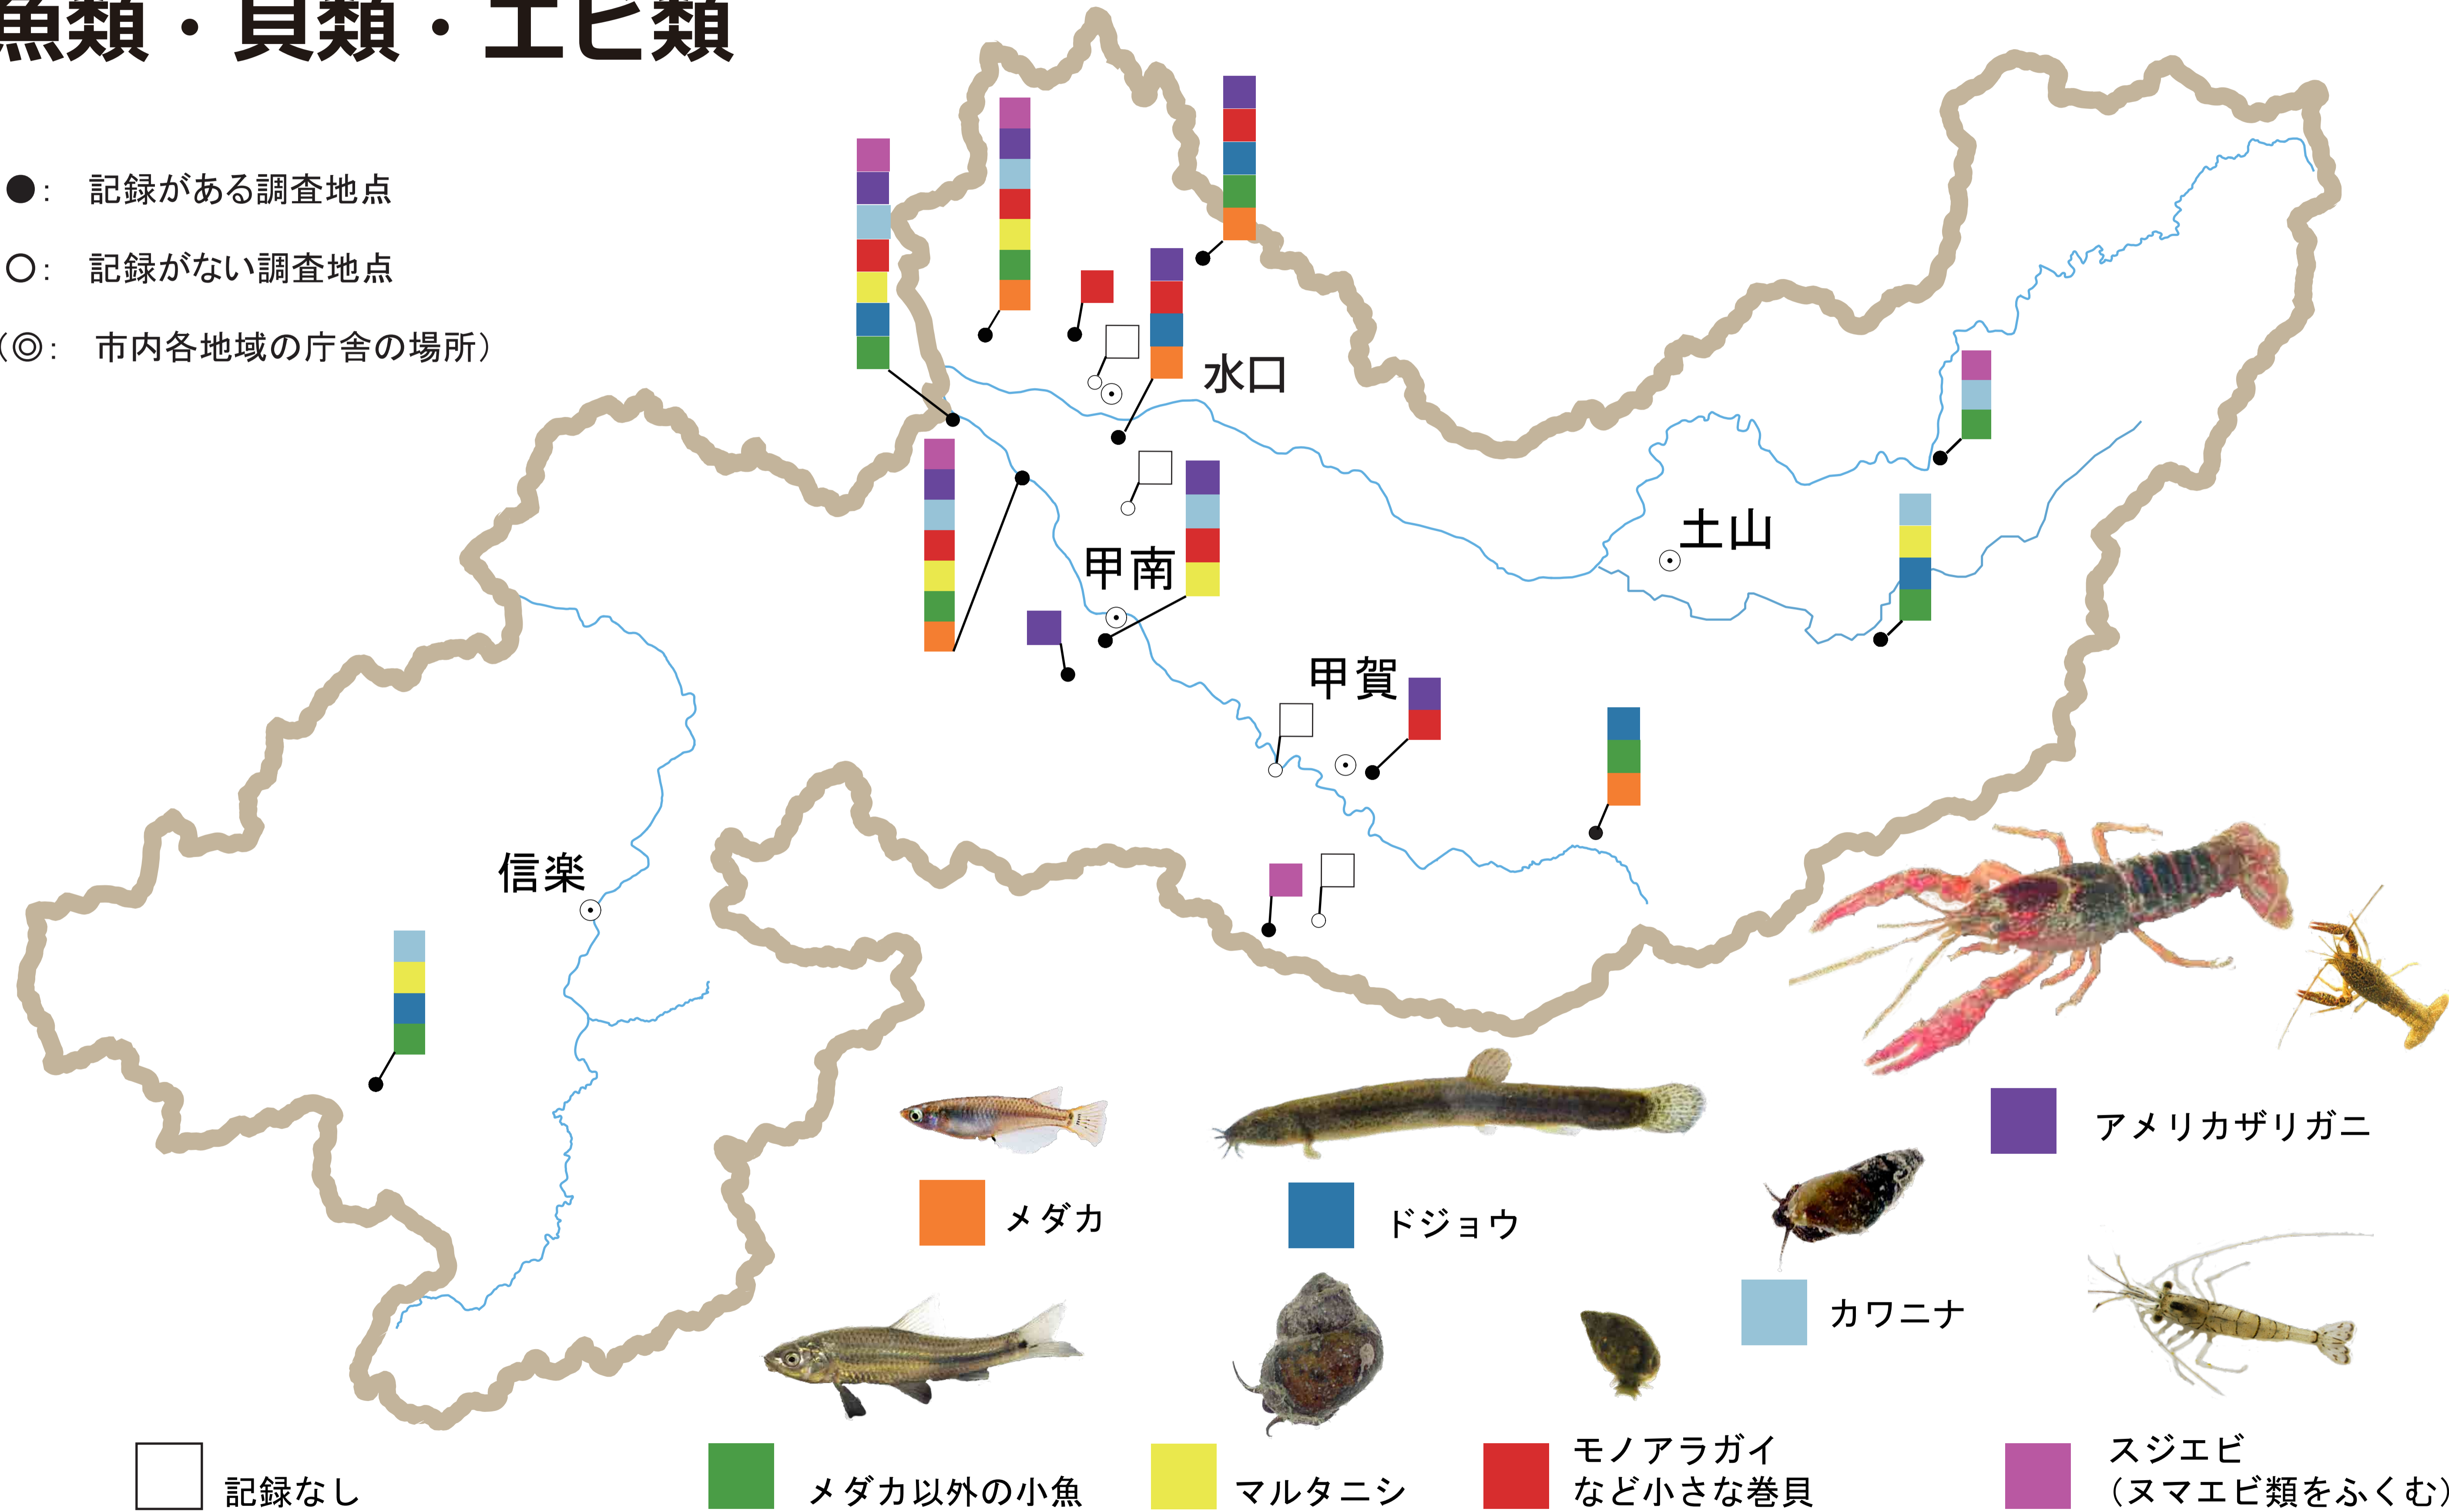 魚類・貝類・エビ類
●： 記録がある調査地点
○： 記録がない調査地点
（◎： 市内各地域の庁舎の場所）
水口
土山
甲南
甲賀
信楽
アメリカザリガニ
メダカ
ドジョウ
カワニナ
記録なし
メダカ以外の小魚
マルタニシ
モノアラガイ
など小さな巻貝
スジエビ
（ヌマエビ類をふくむ）